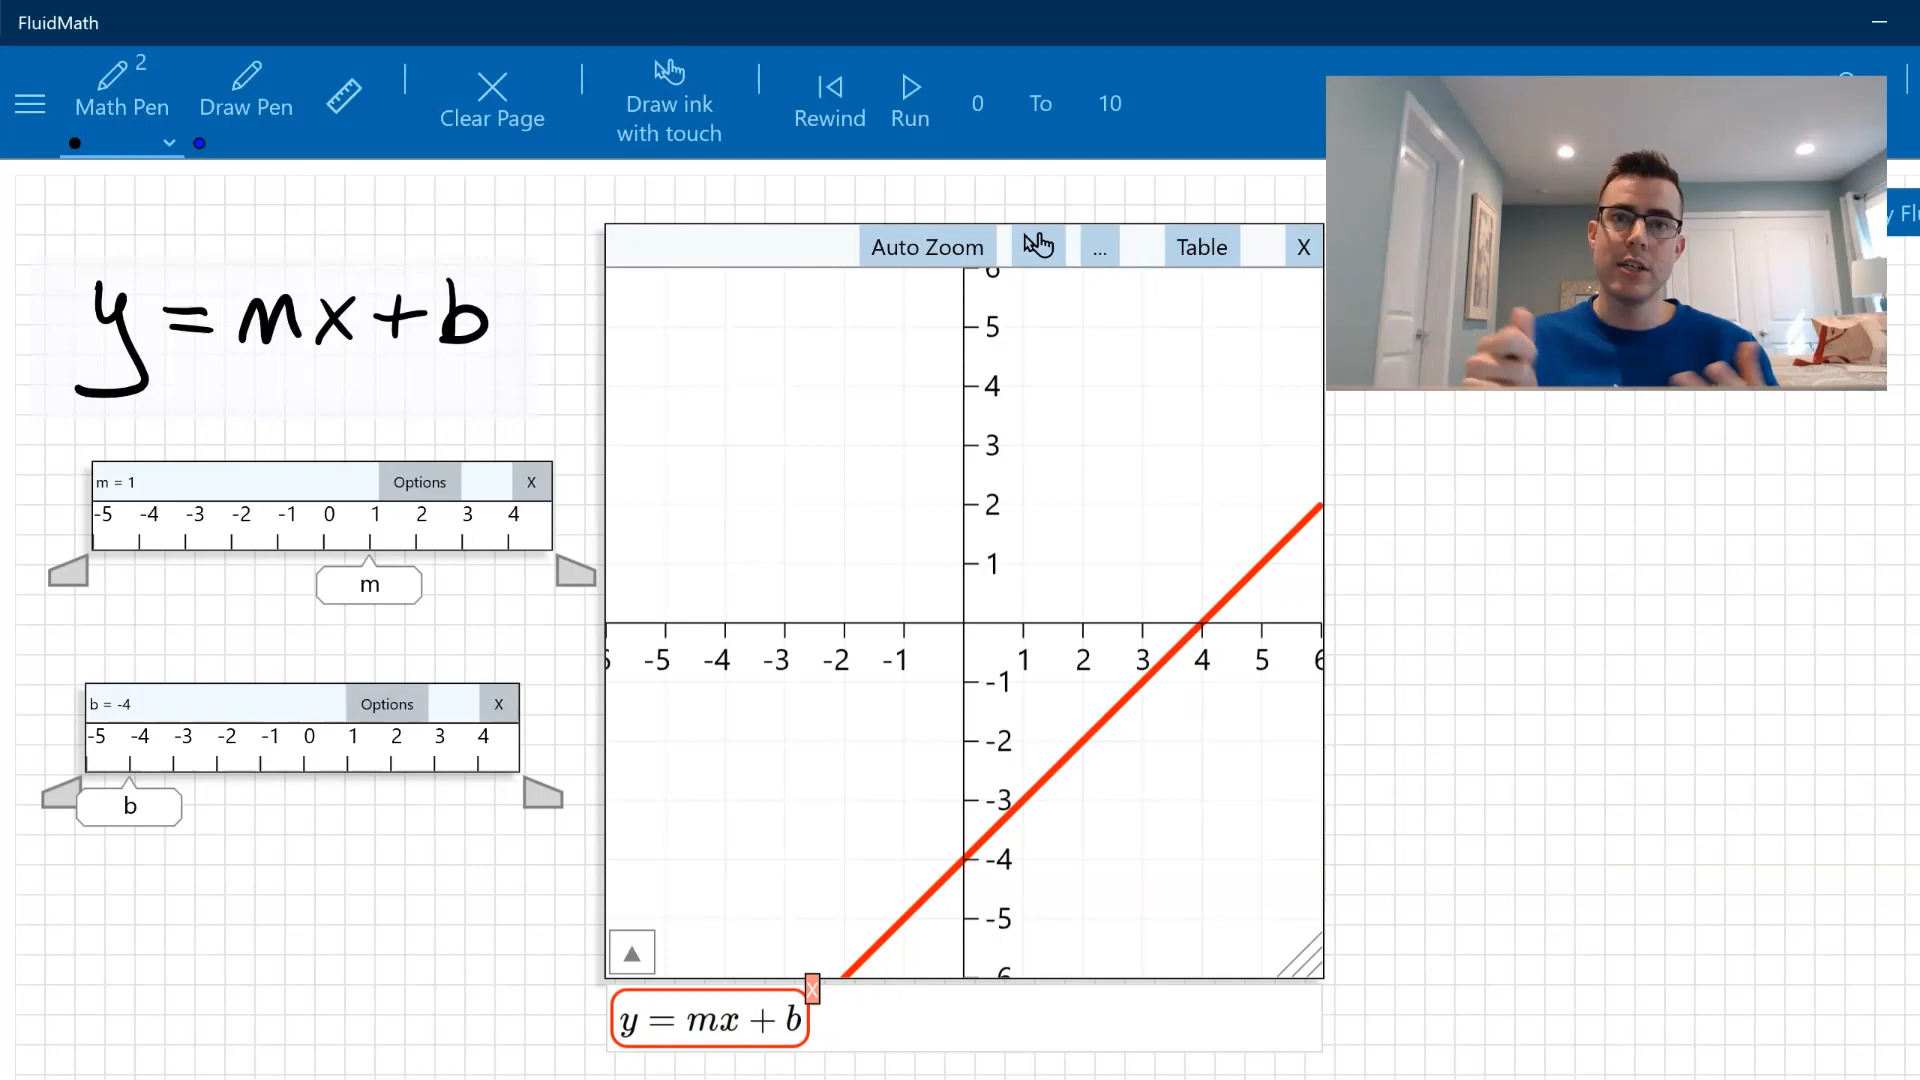 FluidMath
2
Math Pen
Draw Pen
Clear Page
Draw ink
with touch
Rewind
Run
0 To 10
y = mx + b
m = 1 Options X
-5 -4 -3 -2 -1 0 1 2 3 4
m
b = -4 Options X
-5 -4 -3 -2 -1 0 1 2 3 4
b
Auto Zoom ... Table X
6
5
4
3
2
1
-5 -4 -3 -2 -1 1 2 3 4 5 6
-1
-2
-3
-4
-5
X
y = mx + b